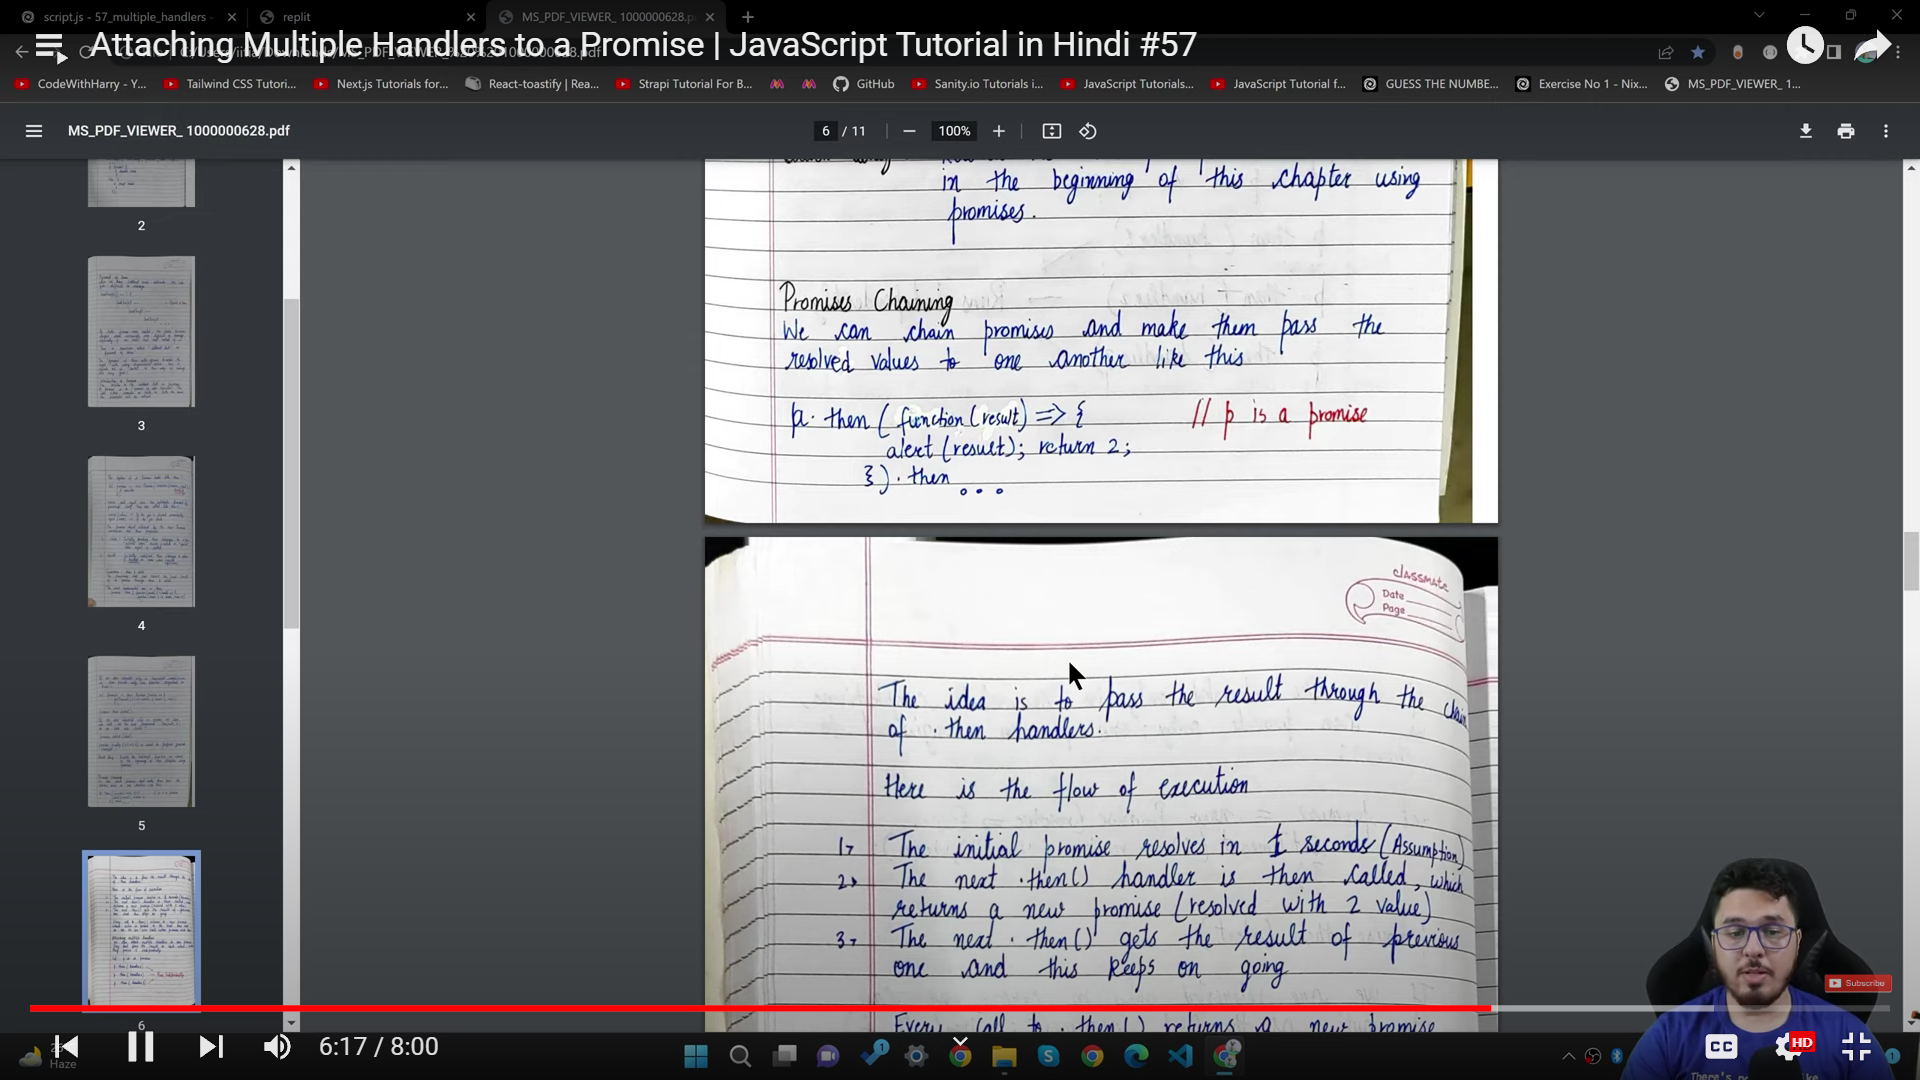 script.js - 57_multiple_handlers -
replit
MS_PDF_VIEWER_ 1000000628.p
Attaching Multiple Handlers to a Promise | JavaScript Tutorial in Hindi #57
CodeWithHarry - Y...
Tailwind CSS Tutori...
Next.js Tutorials for...
React-toastify | Rea...
Strapi Tutorial For B...
GitHub
Sanity.io Tutorials i...
JavaScript Tutorials...
JavaScript Tutorial f...
GUESS THE NUMBE...
Exercise No 1 - Nix...
MS_PDF_VIEWER_ 1...
MS_PDF_VIEWER_ 1000000628.pdf
6 / 11
100%
2
3
4
5
6
in the beginning of this chapter using
promises.
Promises Chaining
We can chain promises and make them pass the
resolved values to one another like this
p. then ( function (result) => { // p is a promise
alert (result); return 2;
}) . then ...
classmate
Date
Page
The idea is to pass the result through the chain
of .then handlers.
Here is the flow of execution
1→ The initial promise resolves in 1 seconds (Assumption)
2→ The next .then() handler is then called, which
returns a new promise (resolved with 2 value)
3→ The next .then() gets the result of previous
one and this keeps on going
Every call to .then() returns a new promise
Subscribe
6:17 / 8:00
Haze
CC
HD
There's